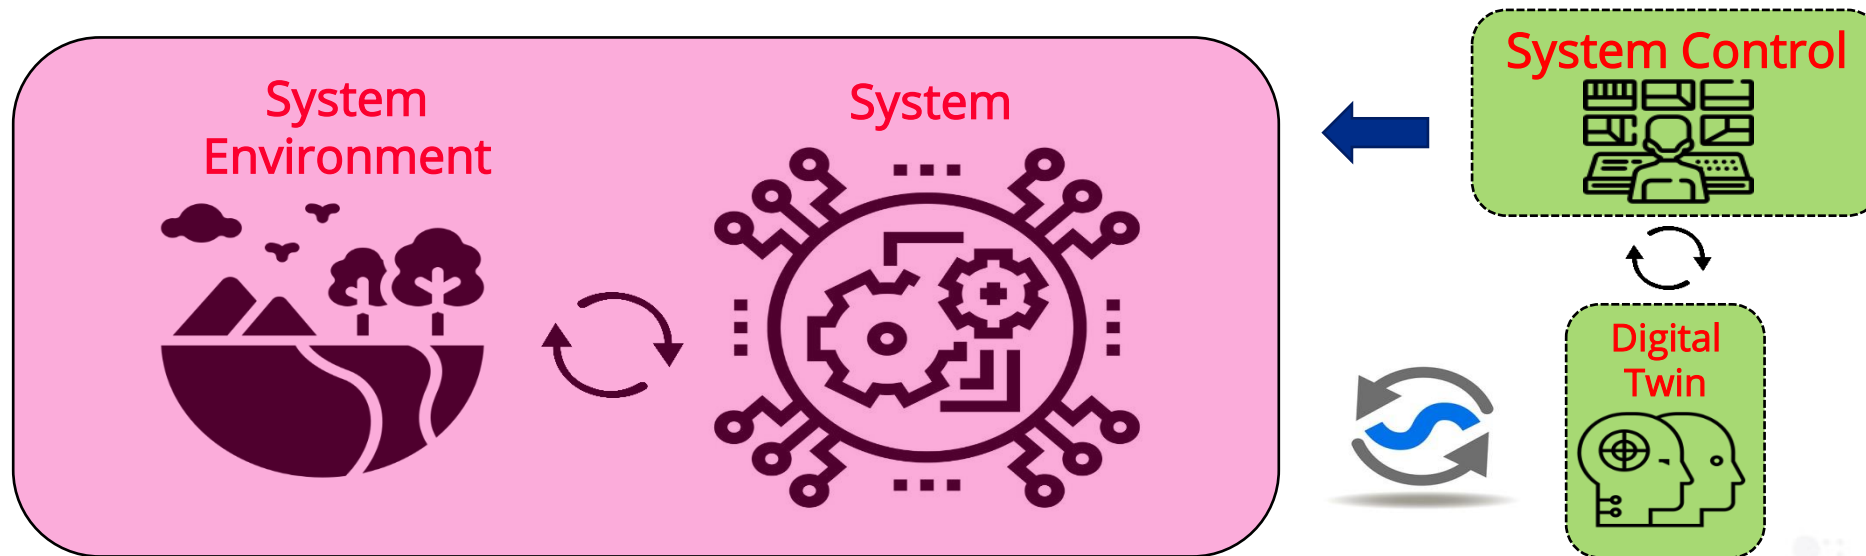 System
Environment
System
System Control
Digital
Twin